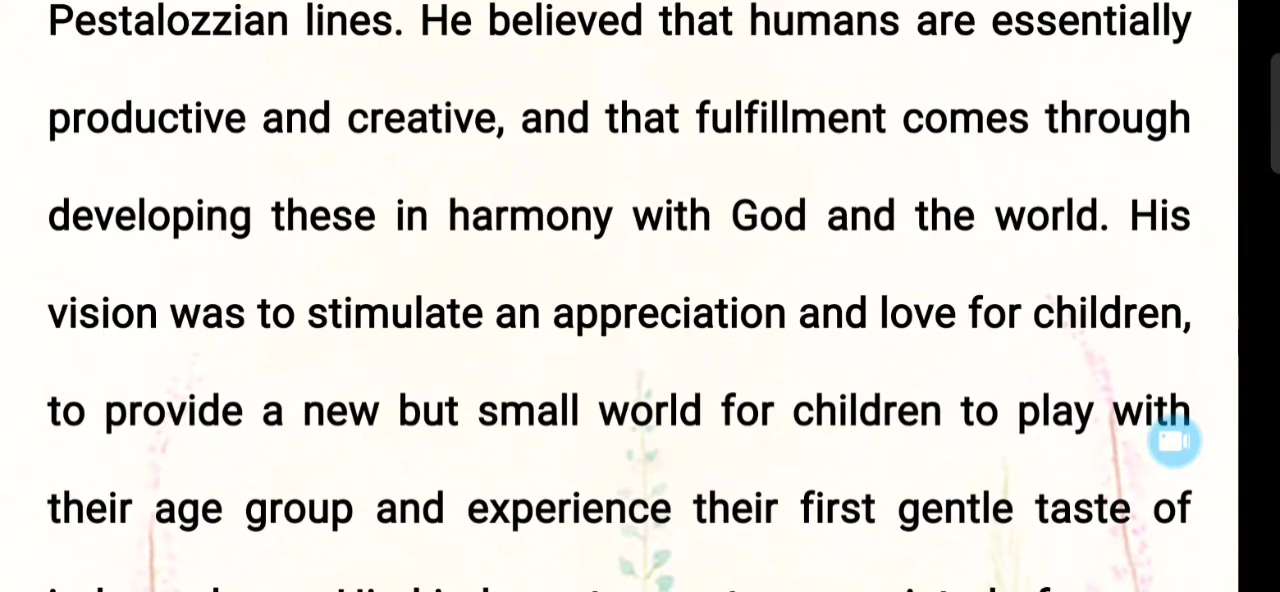 Pestalozzian lines. He believed that humans are essentially
productive and creative, and that fulfillment comes through
developing these in harmony with God and the world. His
vision was to stimulate an appreciation and love for children,
to provide a new but small world for children to play with
their age group and experience their first gentle taste of